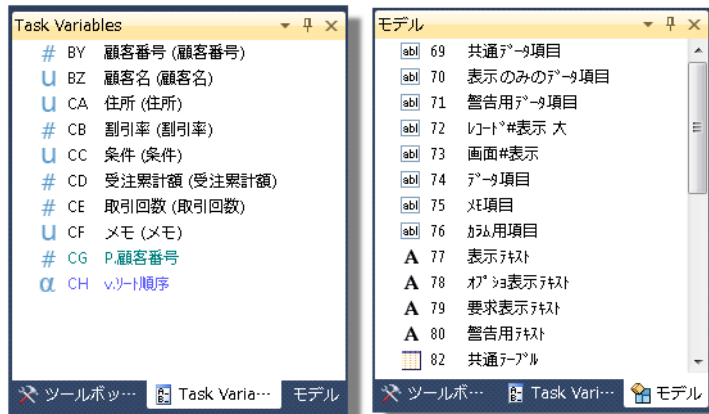 Task Variables
# BY 顧客番号 (顧客番号)
U BZ 顧客名 (顧客名)
U CA 住所 (住所)
# CB 割引率 (割引率)
U CC 条件 (条件)
# CD 受注累計額 (受注累計額)
# CE 取引回数 (取引回数)
U CF メモ (メモ)
# CG P.顧客番号
α CH v.ソート順序
ツールボッ… Task Varia… モデル
モデル
abl 69 共通データ項目
abl 70 表示のみのデータ項目
abl 71 警告用データ項目
abl 72 レコード#表示 大
abl 73 画面#表示
abl 74 データ項目
abl 75 メモ項目
abl 76 カラム用項目
A 77 表示テキスト
A 78 オプショ表示テキスト
A 79 要求表示テキスト
A 80 警告用テキスト
82 共通テーブル
ツールボ… Task Vari… モデル